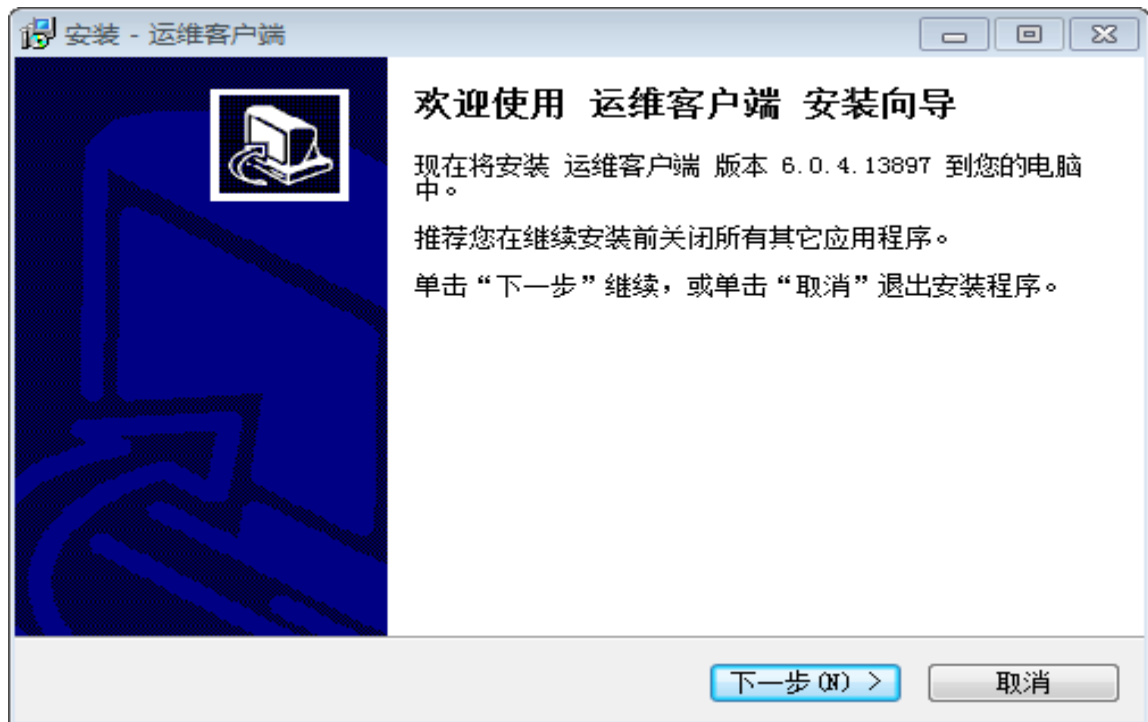 安装 - 运维客户端
欢迎使用 运维客户端 安装向导
现在将安装 运维客户端 版本 6.0.4.13897 到您的电脑
中。
推荐您在继续安装前关闭所有其它应用程序。
单击“下一步”继续，或单击“取消”退出安装程序。
下一步(N) >
取消